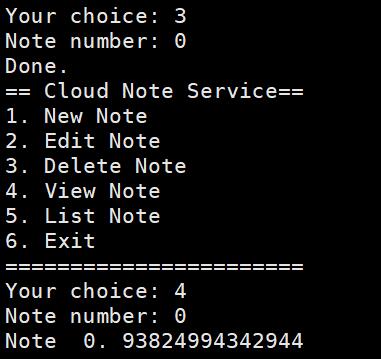 Your choice: 3
Note number: 0
Done.
== Cloud Note Service==
1. New Note
2. Edit Note
3. Delete Note
4. View Note
5. List Note
6. Exit
=======================
Your choice: 4
Note number: 0
Note  0. 93824994342944